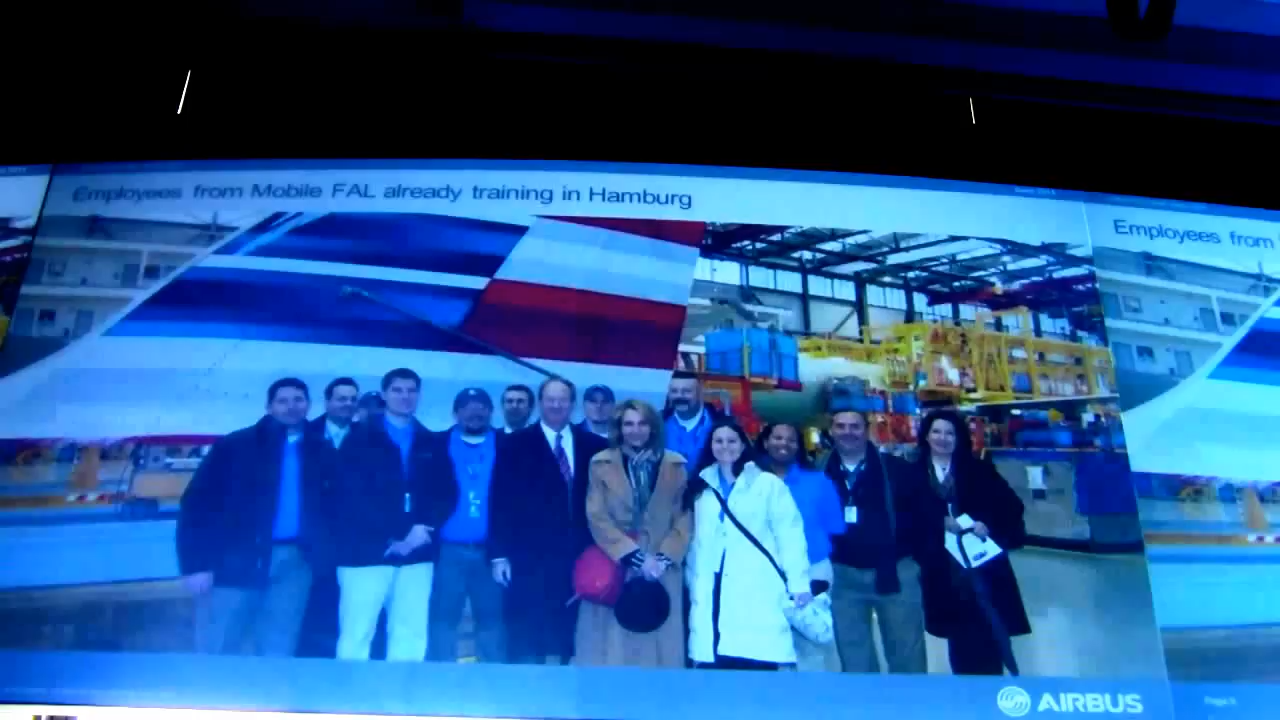 Employees from Mobile FAL already training in Hamburg
Employees from
AIRBUS